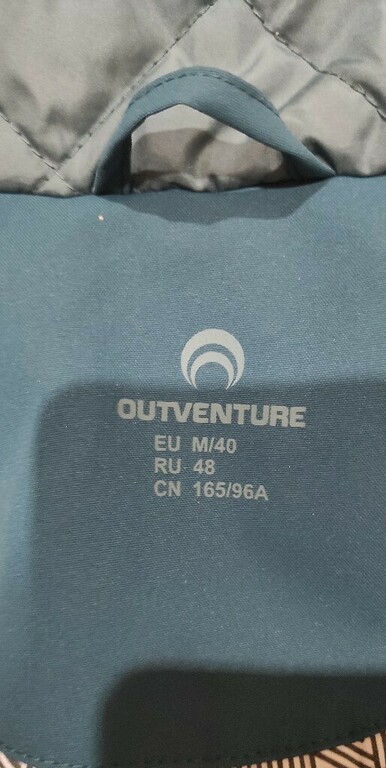 OUTVENTURE
EU M/40
RU 48
CN 165/96A